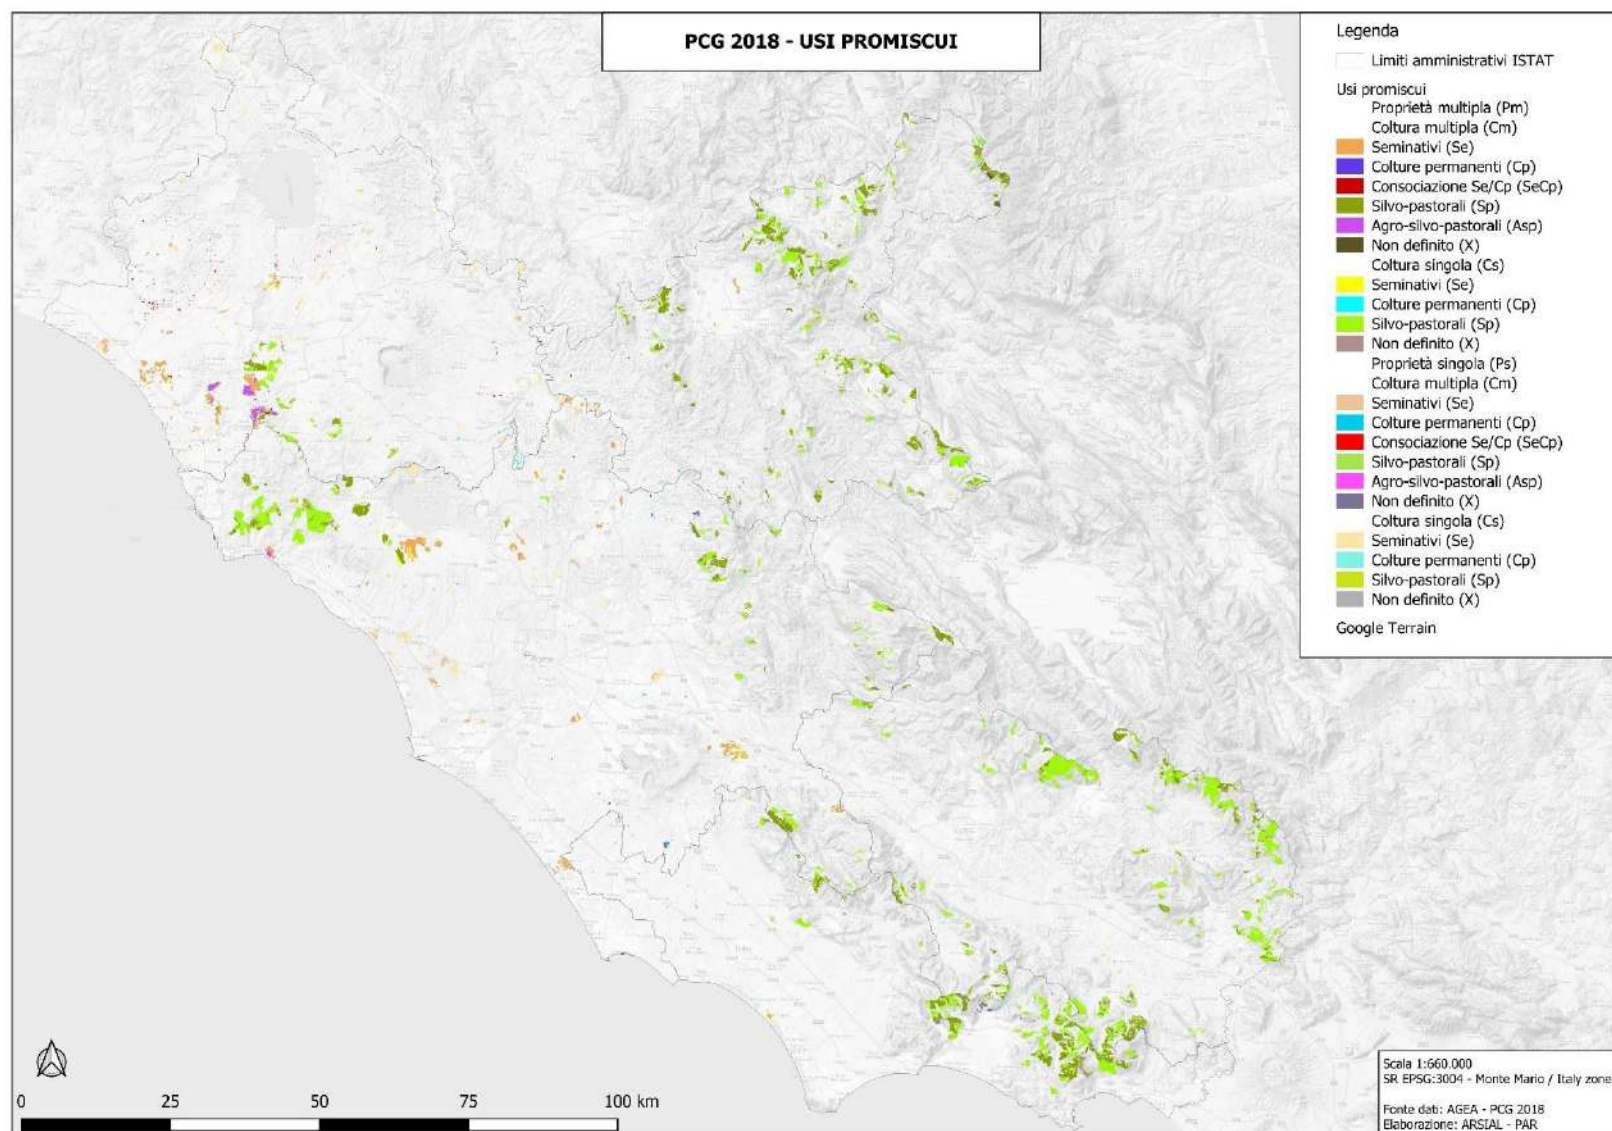 PCG 2018 - USI PROMISCUI
Legenda
Limiti amministrativi ISTAT
Usi promiscui
Proprietà multipla (Pm)
Coltura multipla (Cm)
Seminativi (Se)
Colture permanenti (Cp)
Consociazione Se/Cp (SeCp)
Silvo-pastorali (Sp)
Agro-silvo-pastorali (Asp)
Non definito (X)
Coltura singola (Cs)
Seminativi (Se)
Colture permanenti (Cp)
Silvo-pastorali (Sp)
Non definito (X)
Proprietà singola (Ps)
Coltura multipla (Cm)
Seminativi (Se)
Colture permanenti (Cp)
Consociazione Se/Cp (SeCp)
Silvo-pastorali (Sp)
Agro-silvo-pastorali (Asp)
Non definito (X)
Coltura singola (Cs)
Seminativi (Se)
Colture permanenti (Cp)
Silvo-pastorali (Sp)
Non definito (X)
Google Terrain
Scala 1:660.000
SR EPSG:3004 - Monte Mario / Italy zone
Fonte dati: AGEA - PCG 2018
Elaborazione: ARSIAL - PAR
0 25 50 75 100 km